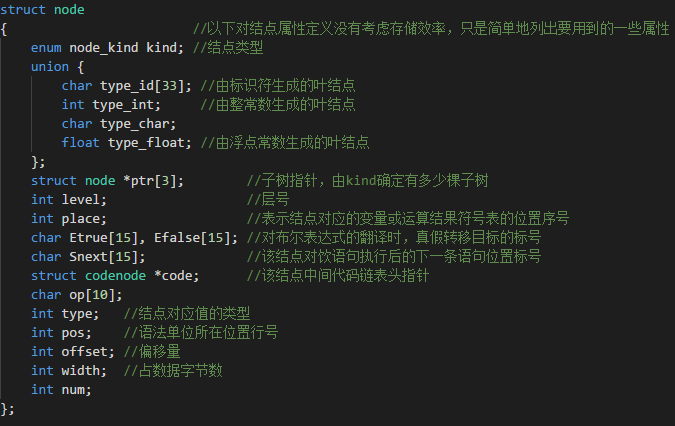 struct node
{ //以下对结点属性定义没有考虑存储效率，只是简单地列出要用到的一些属性
enum node_kind kind; //结点类型
union {
char type_id[33]; //由标识符生成的叶结点
int type_int; //由整常数生成的叶结点
char type_char;
float type_float; //由浮点常数生成的叶结点
};
struct node *ptr[3]; //子树指针，由kind确定有多少棵子树
int level; //层号
int place; //表示结点对应的变量或运算结果符号表的位置序号
char Etrue[15], Efalse[15]; //对布尔表达式的翻译时，真假转移目标的标号
char Snext[15]; //该结点对饮语句执行后的下一条语句位置标号
struct codenode *code; //该结点中间代码链表头指针
char op[10];
int type; //结点对应值的类型
int pos; //语法单位所在位置行号
int offset; //偏移量
int width; //占数据字节数
int num;
};